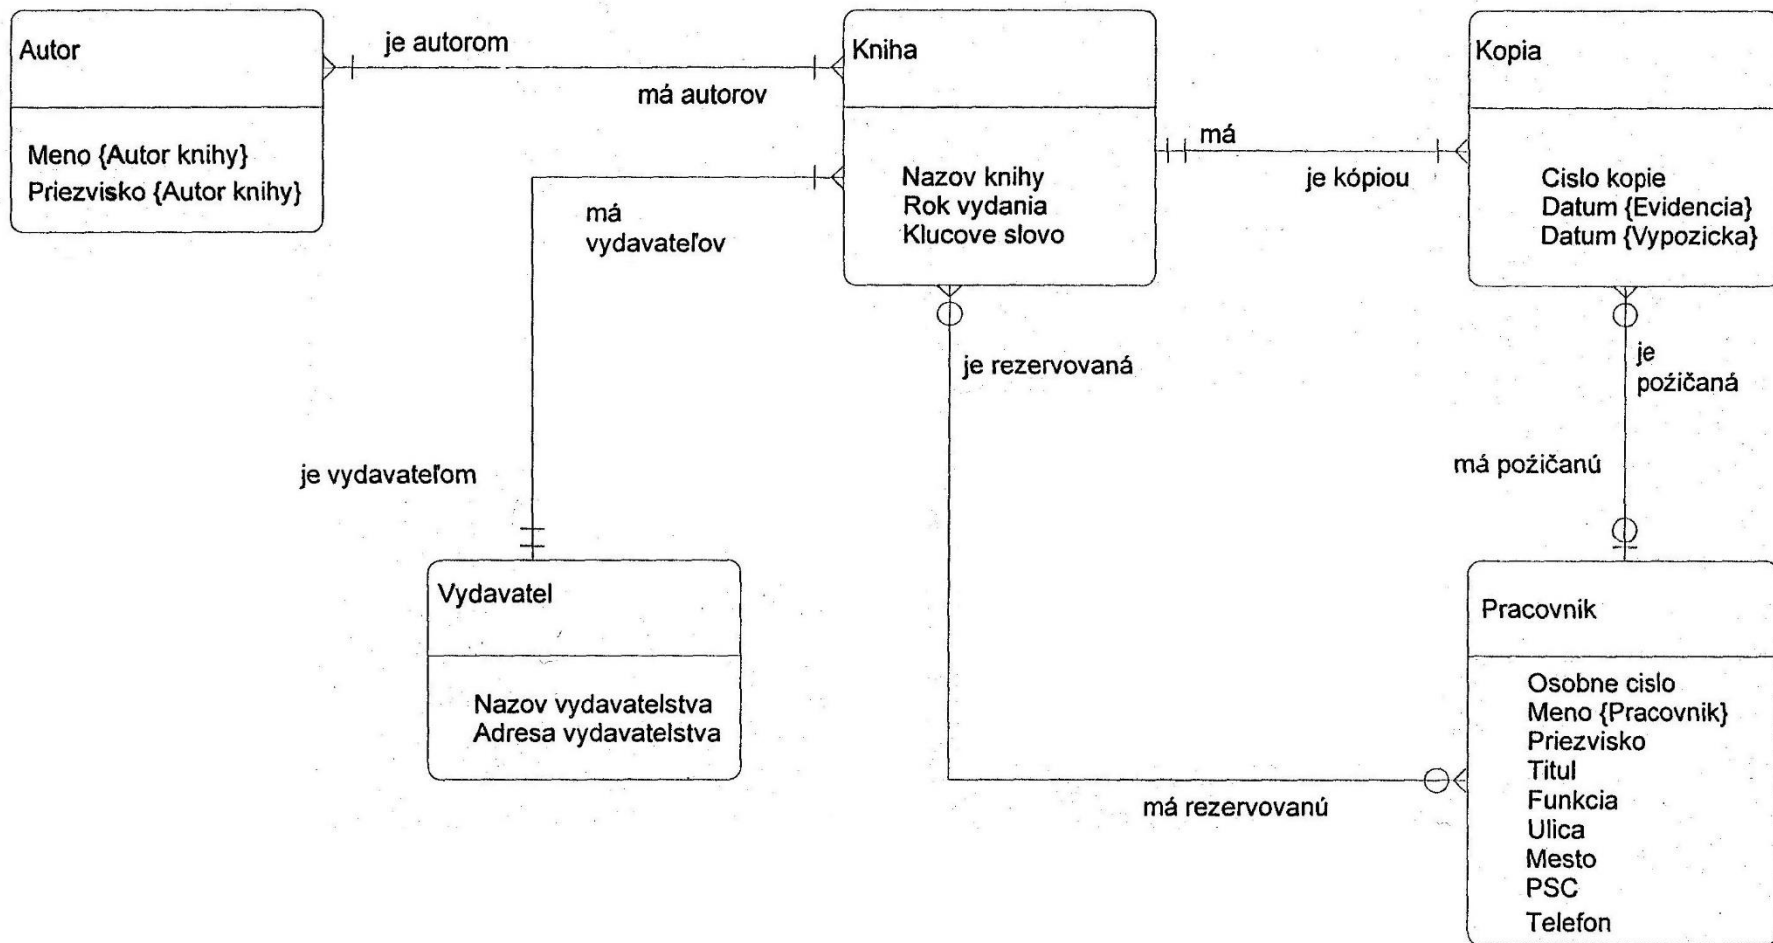 Autor
Meno {Autor knihy}
Priezvisko {Autor knihy}
je autorom
má autorov
Kniha
Nazov knihy
Rok vydania
Klucove slovo
má
je kópiou
Kopia
Cislo kopie
Datum {Evidencia}
Datum {Vypozicka}
má
vydavateľov
je vydavateľom
Vydavatel
Nazov vydavatelstva
Adresa vydavatelstva
je rezervovaná
má rezervovanú
je
poźičaná
má poźičanú
Pracovnik
Osobne cislo
Meno {Pracovnik}
Priezvisko
Titul
Funkcia
Ulica
Mesto
PSC
Telefon